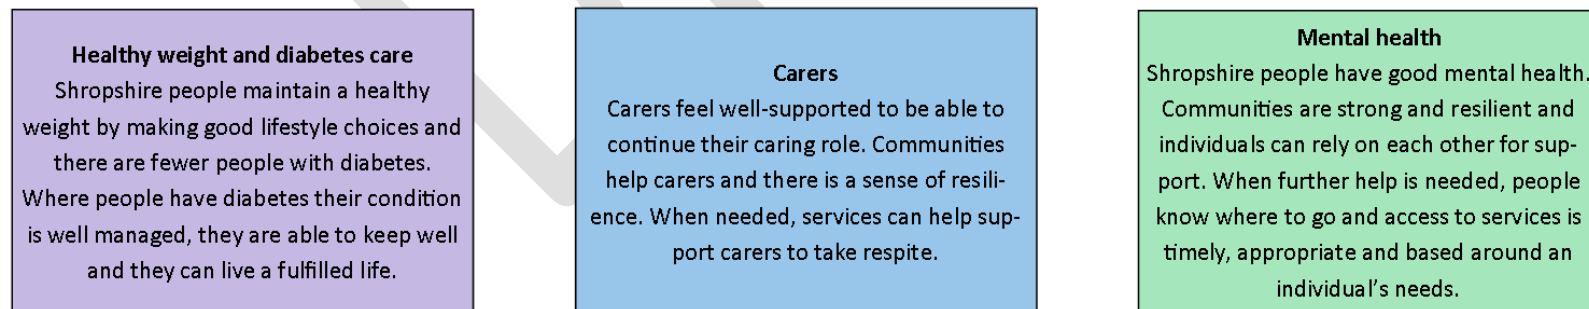 Healthy weight and diabetes care
Shropshire people maintain a healthy
weight by making good lifestyle choices and
there are fewer people with diabetes.
Where people have diabetes their condition
is well managed, they are able to keep well
and they can live a fulfilled life.
Carers
Carers feel well-supported to be able to
continue their caring role. Communities
help carers and there is a sense of resili-
ence. When needed, services can help sup-
port carers to take respite.
Mental health
Shropshire people have good mental health.
Communities are strong and resilient and
individuals can rely on each other for sup-
port. When further help is needed, people
know where to go and access to services is
timely, appropriate and based around an
individual’s needs.